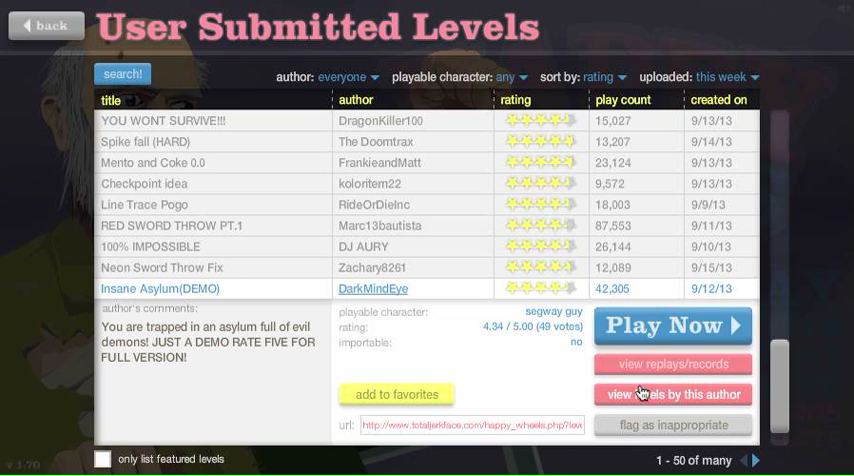 back
User Submitted Levels
search!
author: everyone playable character: any sort by: rating uploaded: this week
title author rating play count created on
YOU WONT SURVIVE!!! DragonKiller100 15,027 9/13/13
Spike fall (HARD) The Doomtrax 13,207 9/14/13
Mento and Coke 0.0 FrankieandMatt 23,124 9/13/13
Checkpoint idea koloritem22 9,572 9/13/13
Line Trace Pogo RideOrDieInc 18,003 9/9/13
RED SWORD THROW PT.1 Marc13bautista 87,553 9/11/13
100% IMPOSSIBLE DJ AURY 26,144 9/10/13
Neon Sword Throw Fix Zachary8261 12,089 9/15/13
Insane Asylum(DEMO) DarkMindEye 42,305 9/12/13
author's comments:
You are trapped in an asylum full of evil
demons! JUST A DEMO RATE FIVE FOR
FULL VERSION!
playable character: segway guy
rating: 4.34 / 5.00 (49 votes)
importable: no
Play Now
view replays/records
add to favorites
view by this author
url: http://www.totaljerkface.com/happy_wheels.php?leve
flag as inappropriate
only list featured levels
1 - 50 of many
v 1.70